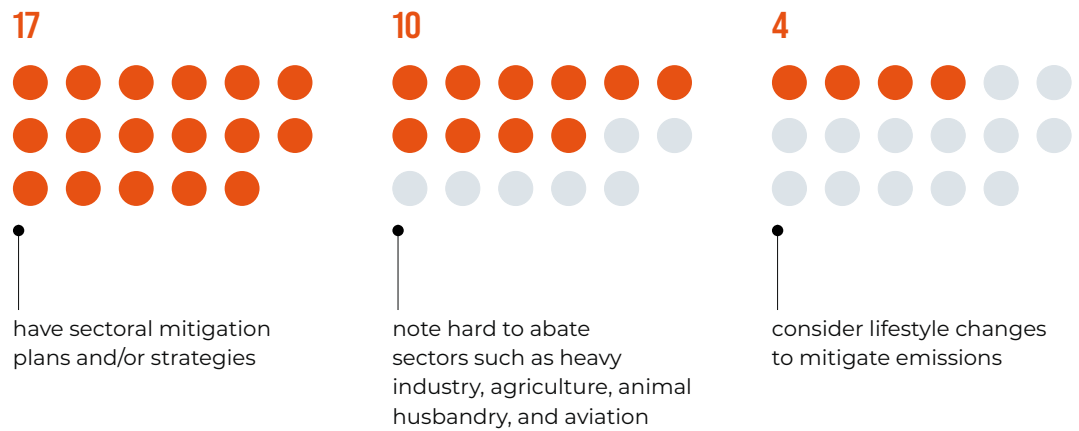 17
have sectoral mitigation
plans and/or strategies
10
note hard to abate
sectors such as heavy
industry, agriculture, animal
husbandry, and aviation
4
consider lifestyle changes
to mitigate emissions